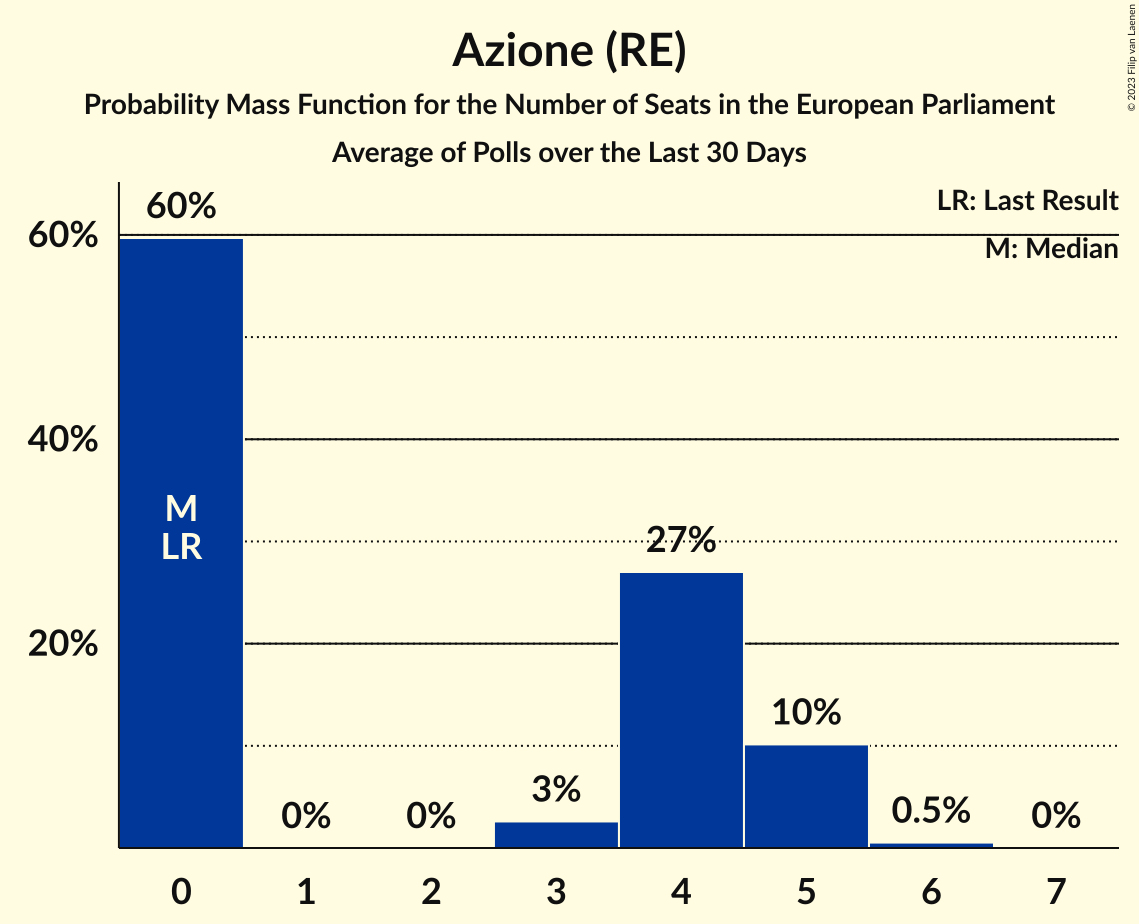 Azione (RE)
Probability Mass Function for the Number of Seats in the European Parliament
Average of Polls over the Last 30 Days
© 2023 Filip van Laenen
LR: Last Result
M: Median
60%
40%
20%
60%
M
LR
0%
0%
3%
27%
10%
0.5%
0%
0 1 2 3 4 5 6 7